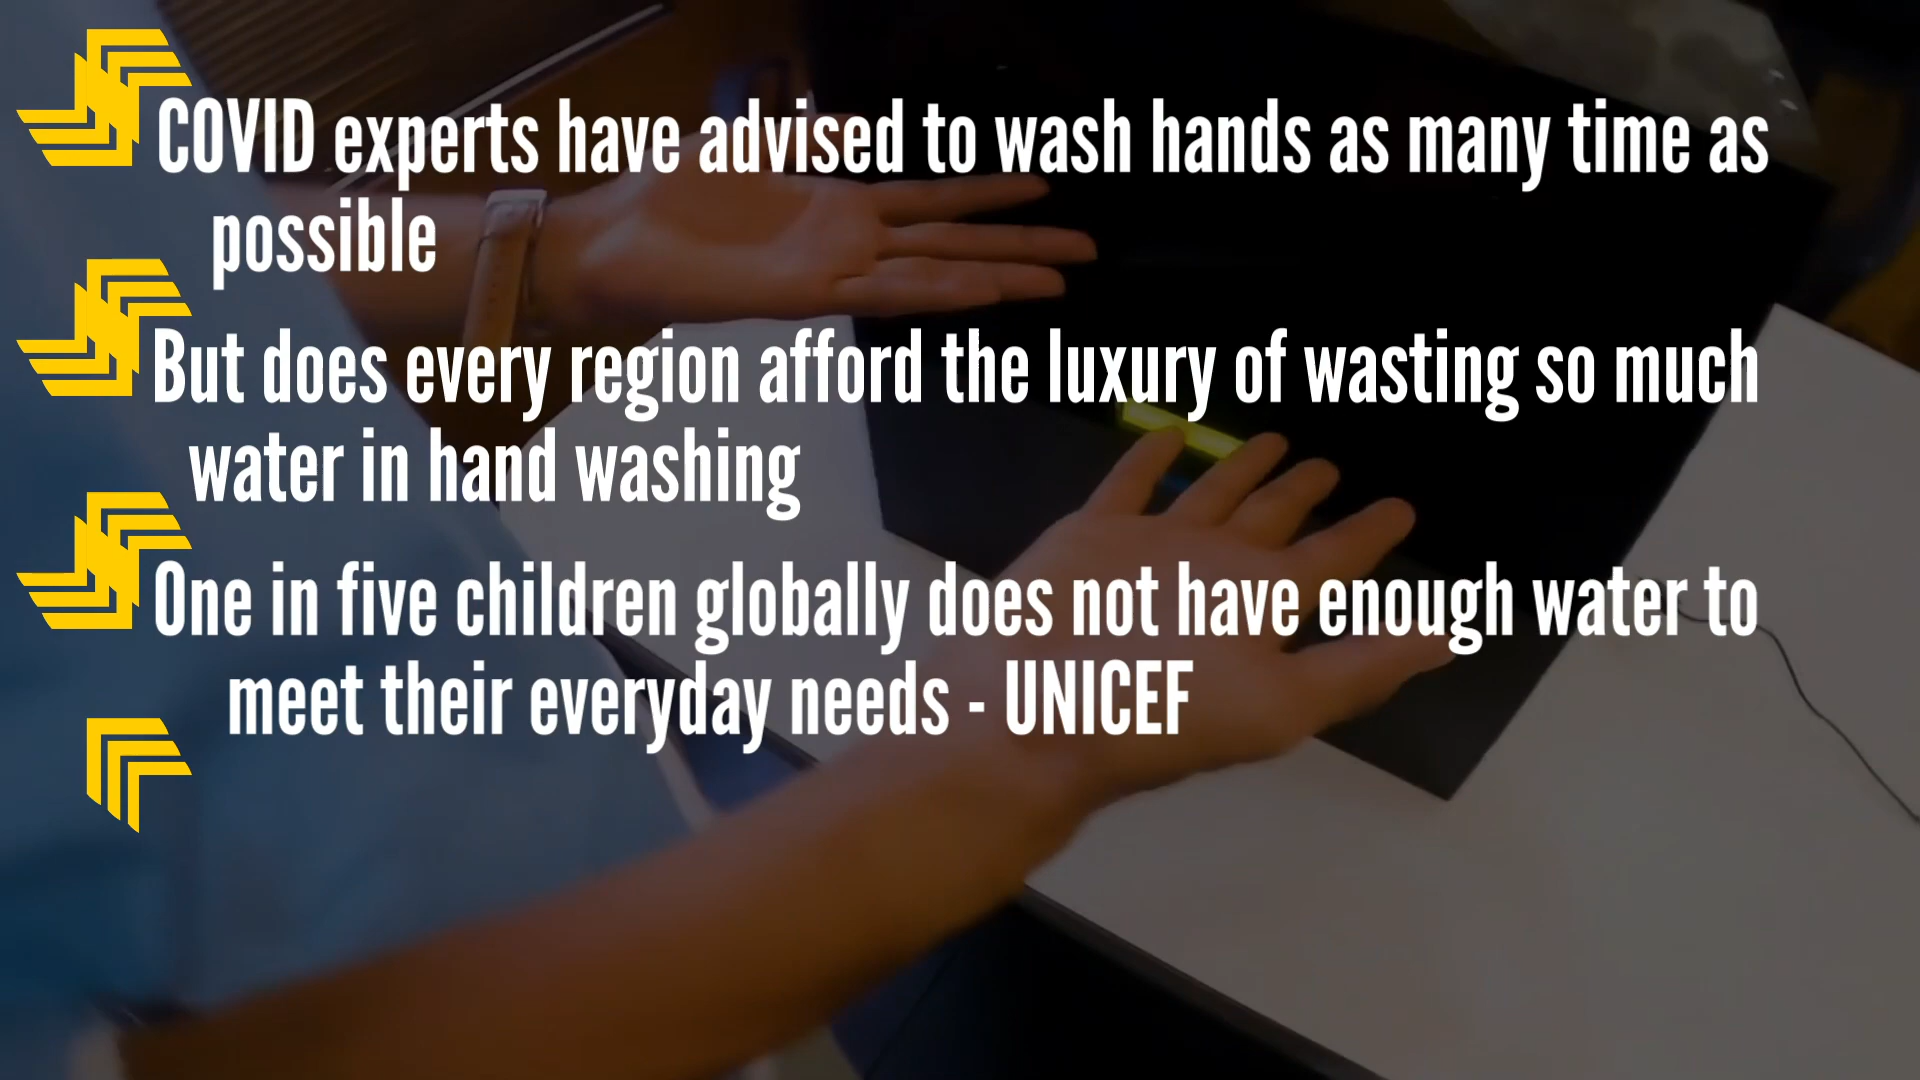 COVID experts have advised to wash hands as many time as
possible
But does every region afford the luxury of wasting so much
water in hand washing
One in five children globally does not have enough water to
meet their everyday needs - UNICEF